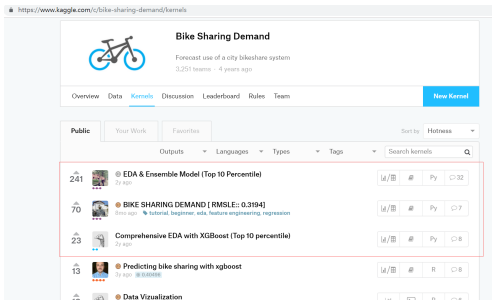 https://www.kaggle.com/c/bike-sharing-demand/kernels
Bike Sharing Demand
Forecast use of a city bikeshare system
3,251 teams · 4 years ago
Overview Data Kernels Discussion Leaderboard Rules Team New Kernel
Public Your Work Favorites Sort by Hotness
Outputs Languages Types Tags Search kernels
241 EDA & Ensemble Model (Top 10 Percentile) Py 32
2y ago
70 BIKE SHARING DEMAND [ RMSLE:: 0.3194] Py 7
9mo ago tutorial, beginner, eda, feature engineering, regression
23 Comprehensive EDA with XGBoost (Top 10 percentile) Py 8
2y ago
13 Predicting bike sharing with xgboost R 8
3y ago
Data Vizualization